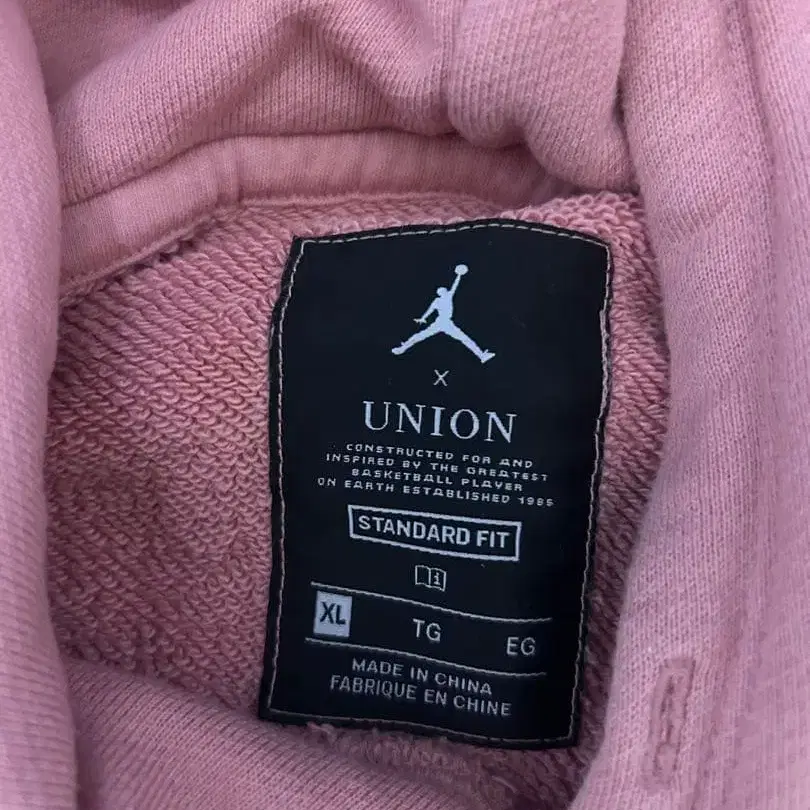 X
UNION
CONSTRUCTED FOR AND
INSPIRED BY THE GREATEST
BASKETBALL PLAYER
ON EARTH ESTABLISHED 1985
STANDARD FIT
XL TG EG
MADE IN CHINA
FABRIQUE EN CHINE